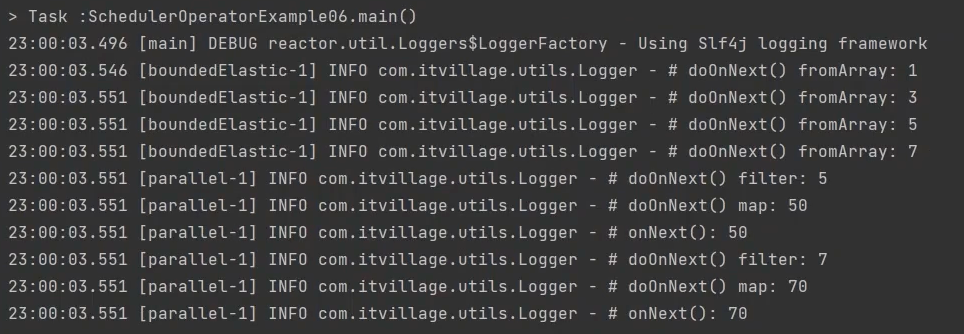 > Task :SchedulerOperatorExample06.main()
23:00:03.496 [main] DEBUG reactor.util.Loggers$LoggerFactory - Using Slf4j logging framework
23:00:03.546 [boundedElastic-1] INFO com.itvillage.utils.Logger - # doOnNext() fromArray: 1
23:00:03.551 [boundedElastic-1] INFO com.itvillage.utils.Logger - # doOnNext() fromArray: 3
23:00:03.551 [boundedElastic-1] INFO com.itvillage.utils.Logger - # doOnNext() fromArray: 5
23:00:03.551 [boundedElastic-1] INFO com.itvillage.utils.Logger - # doOnNext() fromArray: 7
23:00:03.551 [parallel-1] INFO com.itvillage.utils.Logger - # doOnNext() filter: 5
23:00:03.551 [parallel-1] INFO com.itvillage.utils.Logger - # doOnNext() map: 50
23:00:03.551 [parallel-1] INFO com.itvillage.utils.Logger - # onNext(): 50
23:00:03.551 [parallel-1] INFO com.itvillage.utils.Logger - # doOnNext() filter: 7
23:00:03.551 [parallel-1] INFO com.itvillage.utils.Logger - # doOnNext() map: 70
23:00:03.551 [parallel-1] INFO com.itvillage.utils.Logger - # onNext(): 70